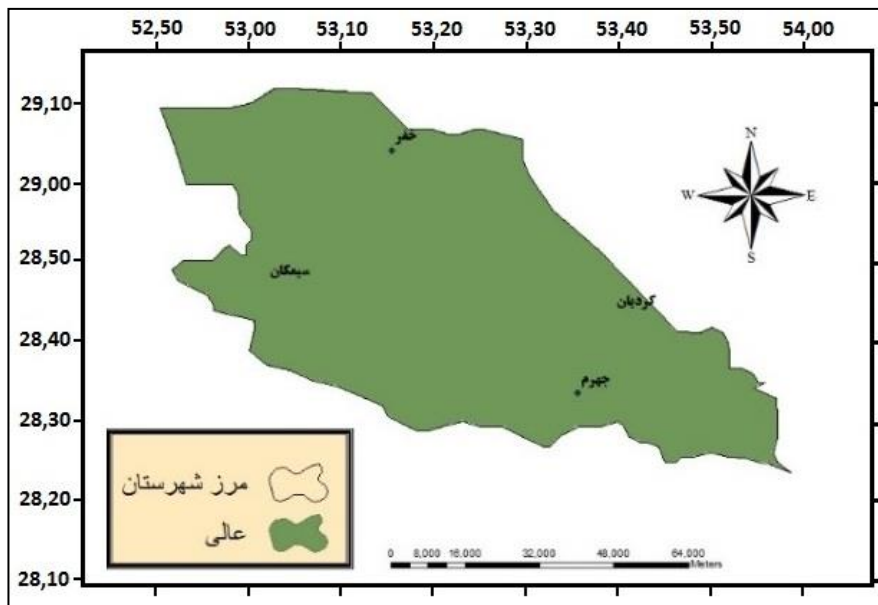 52,50 53,00 53,10 53,20 53,30 53,40 53,50 54,00
29,10
29,00
28,50
28,40
28,30
28,20
28,10
خفر
سیمکان
کردیان
جهرم
N
W E
S
مرز شهرستان
عالی
0 8,000 16,000 32,000 48,000 64,000
Meters